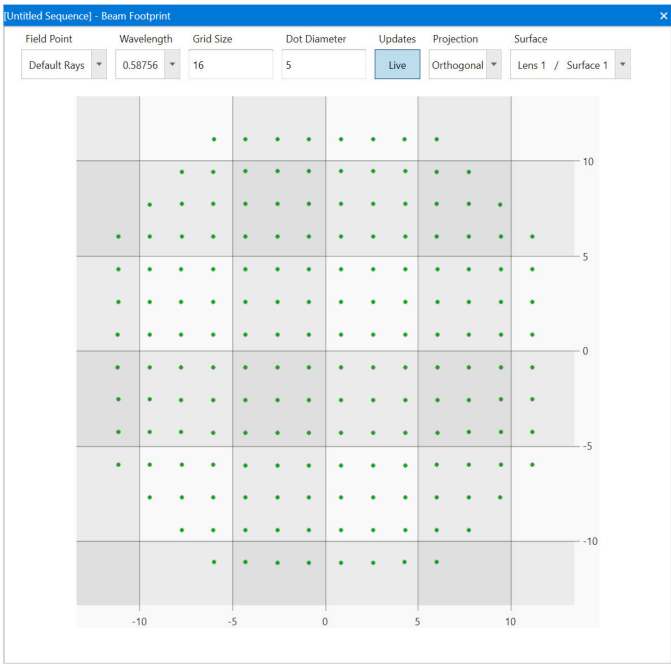 [Untitled Sequence] - Beam Footprint
Field Point Wavelength Grid Size Dot Diameter Updates Projection Surface
Default Rays 0.58756 16 5 Live Orthogonal Lens 1 / Surface 1
10
5
0
-5
-10
-10 -5 0 5 10